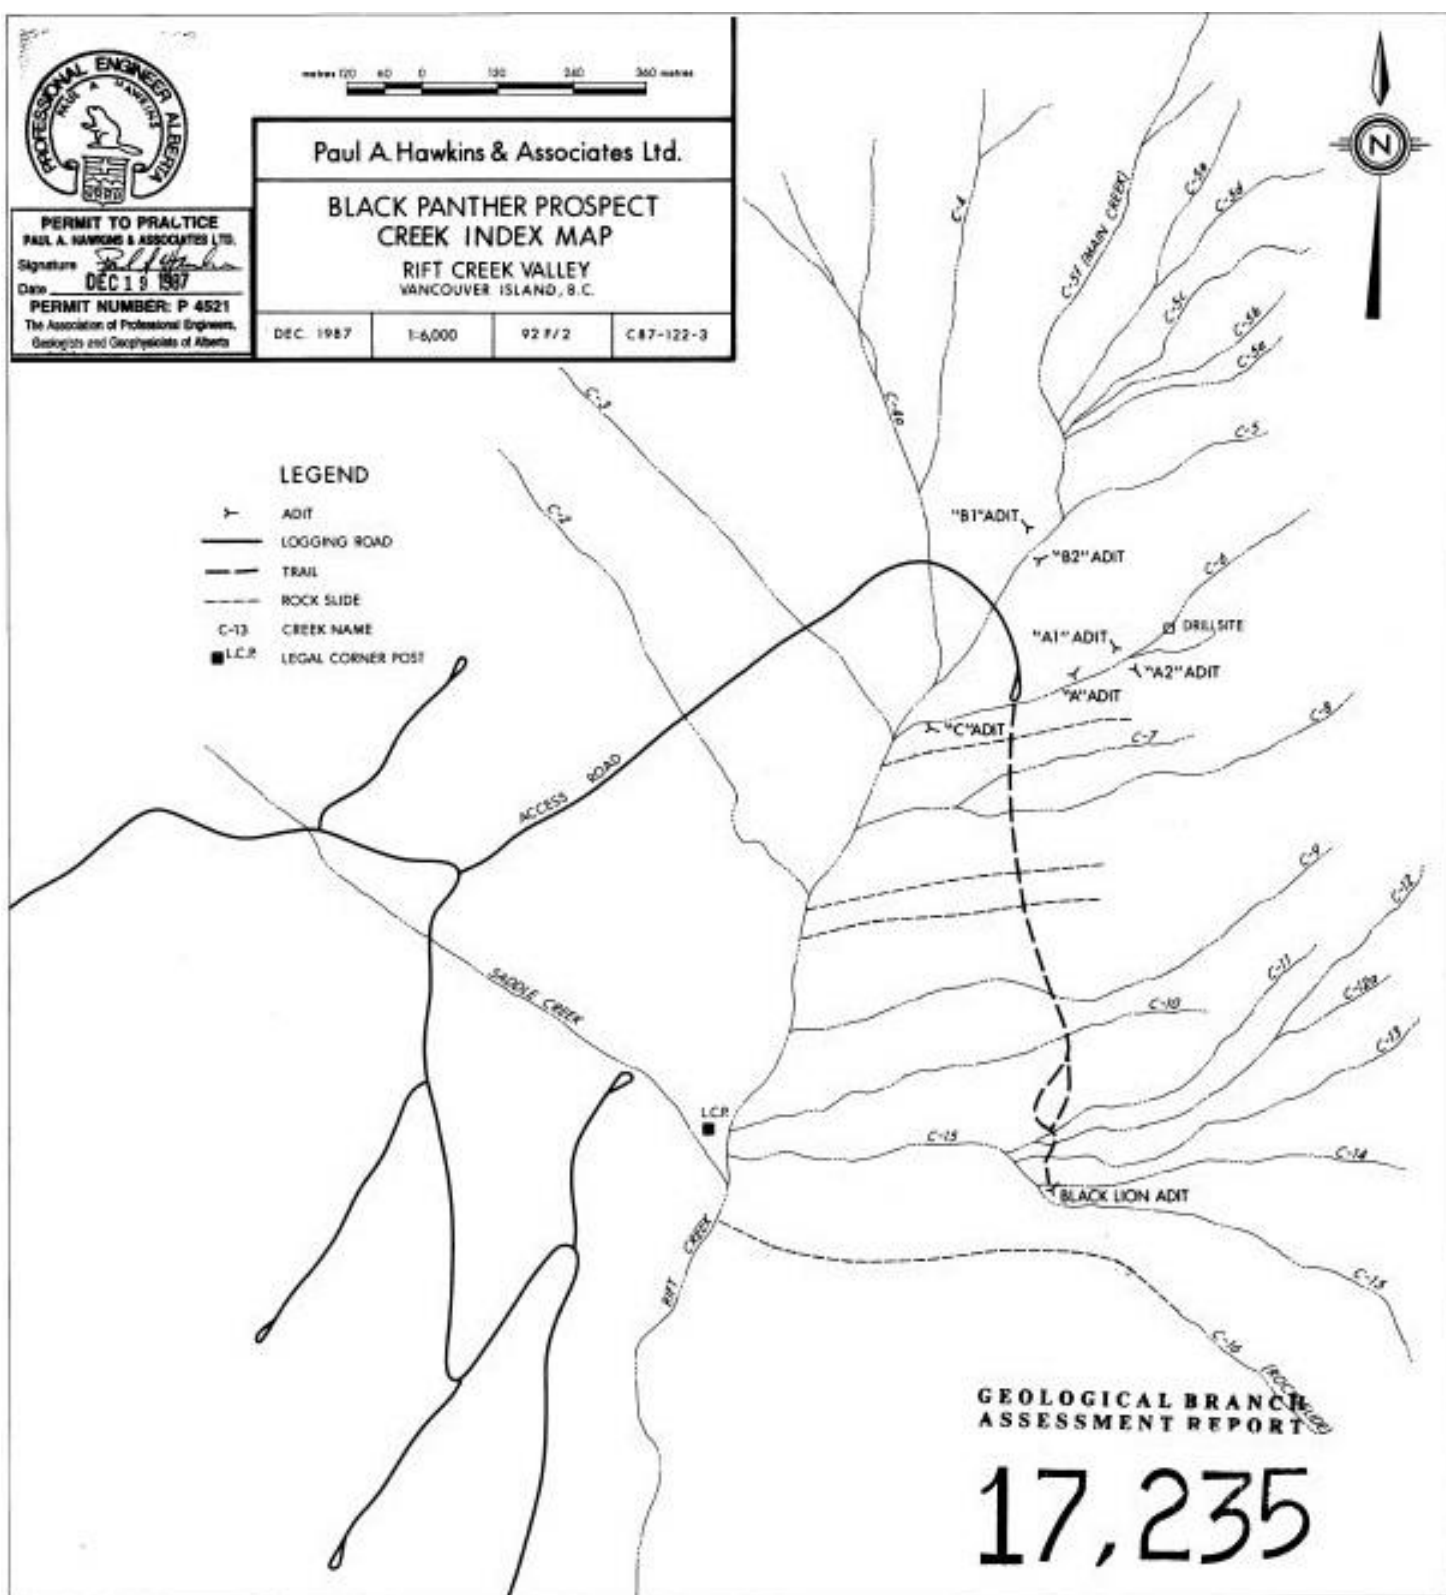 PROFESSIONAL ENGINEER ALBERTA
PAUL A HAWKINS
metres 120 60 0 120 240 360 metres
Paul A. Hawkins & Associates Ltd.
BLACK PANTHER PROSPECT
CREEK INDEX MAP
RIFT CREEK VALLEY
VANCOUVER ISLAND, B.C.
DEC. 1987 1:6,000 92 F/2 C87-122-3
PERMIT TO PRACTICE
PAUL A. HAWKINS & ASSOCIATES LTD.
Signature
Date DEC 19 1987
PERMIT NUMBER: P 4521
The Association of Professional Engineers,
Geologists and Geophysicists of Alberta
N
LEGEND
ADIT
LOGGING ROAD
TRAIL
ROCK SLIDE
C-13 CREEK NAME
L.C.P. LEGAL CORNER POST
C-3
C-2
C-4
C-4a
C-5f (MAIN CREEK)
C-5e
C-5d
C-5c
C-5b
C-5a
C-5
"B1" ADIT
"B2" ADIT
C-6
DRILLSITE
"A1" ADIT
"A2" ADIT
"A" ADIT
"C" ADIT
C-7
C-8
ACCESS ROAD
C-9
C-12
C-11
C-12a
C-10
C-13
SADDLE CREEK
L.C.P.
C-15
C-14
BLACK LION ADIT
RIFT CREEK
C-15
C-16 (ROCK SLIDE)
GEOLOGICAL BRANCH
ASSESSMENT REPORT
17,235